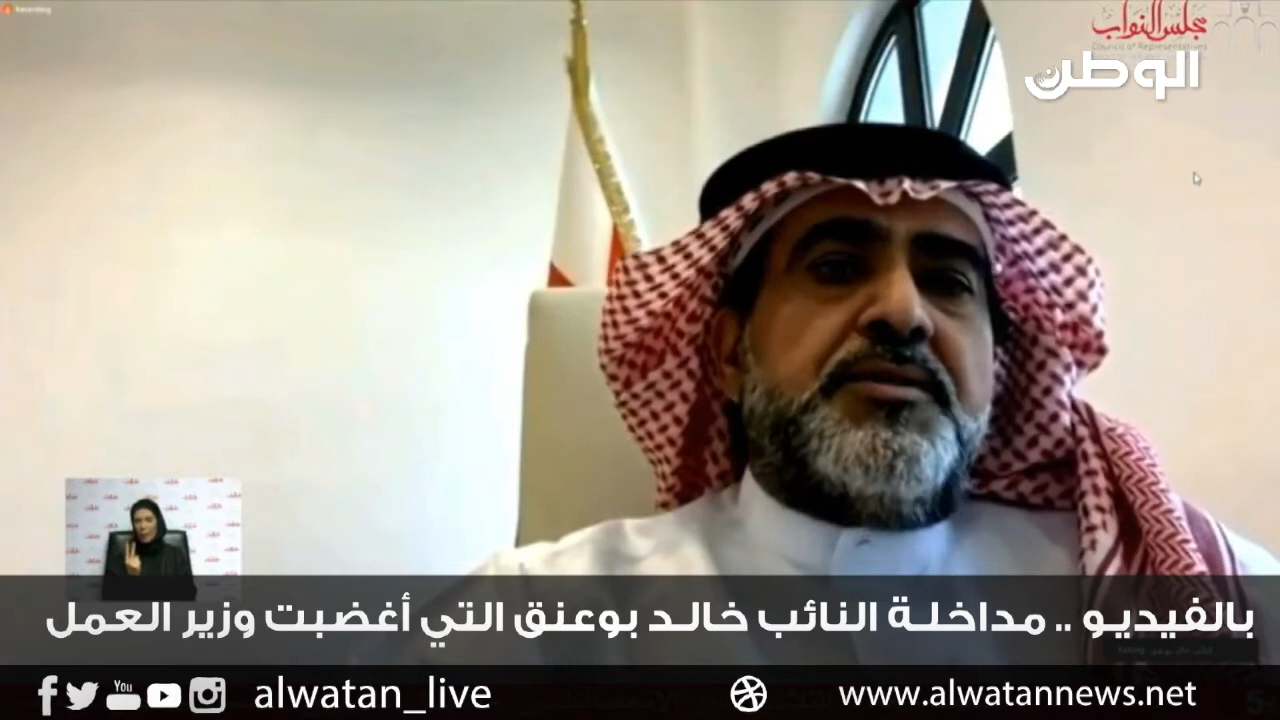 Recording
مجلس النواب
Council of Representatives
الوطن
بالفيديو .. مداخلة النائب خالد بوعنق التي أغضبت وزير العمل
You
alwatan_live
www.alwatannews.net